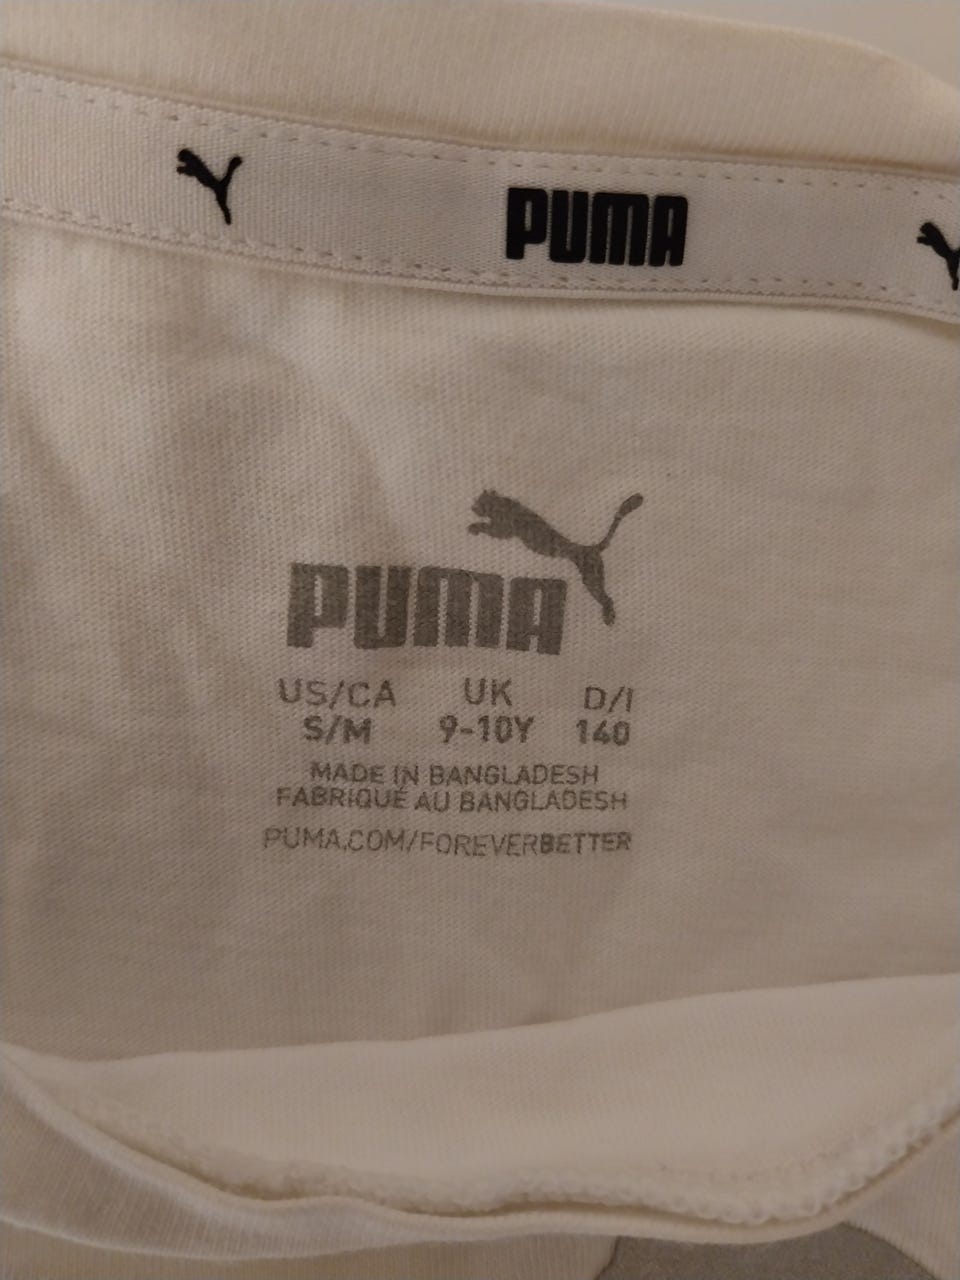 PUMA
PUMA
US/CA UK D/I
S/M 9-10Y 140
MADE IN BANGLADESH
FABRIQUÉ AU BANGLADESH
PUMA.COM/FOREVERBETTER